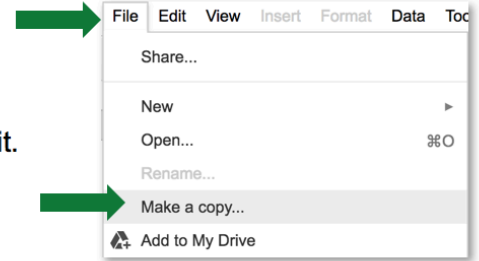 File Edit View Insert Format Data Too
Share...
New
Open... ⌘O
it.
Rename...
Make a copy...
Add to My Drive